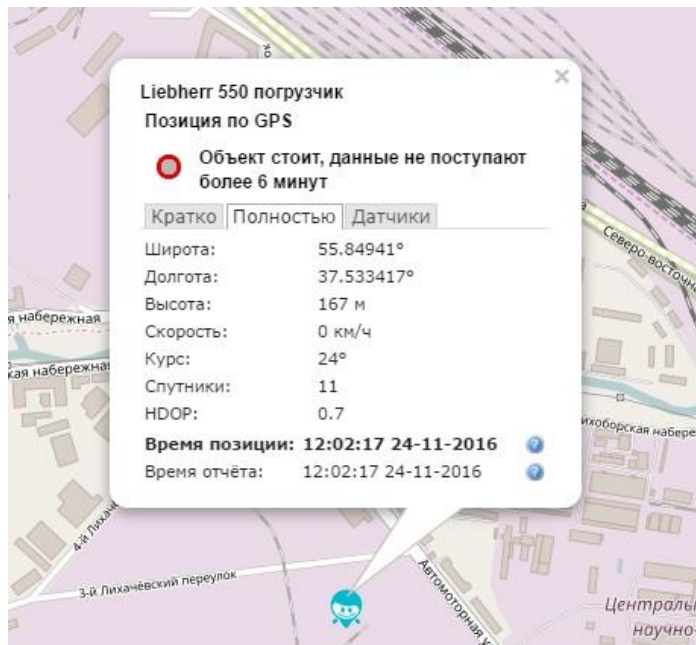 Liebherr 550 погрузчик
Позиция по GPS
Объект стоит, данные не поступают
более 6 минут
Кратко Полностью Датчики
Широта: 55.84941°
Долгота: 37.533417°
Высота: 167 м
Скорость: 0 км/ч
Курс: 24°
Спутники: 11
HDOP: 0.7
Время позиции: 12:02:17 24-11-2016
Время отчёта: 12:02:17 24-11-2016
Северо-восточн
я набережная
кая набережная
ихоборская набере
4-й Лихач
3-й Лихачёвский переулок
Автомоторная у
Централь
научно-